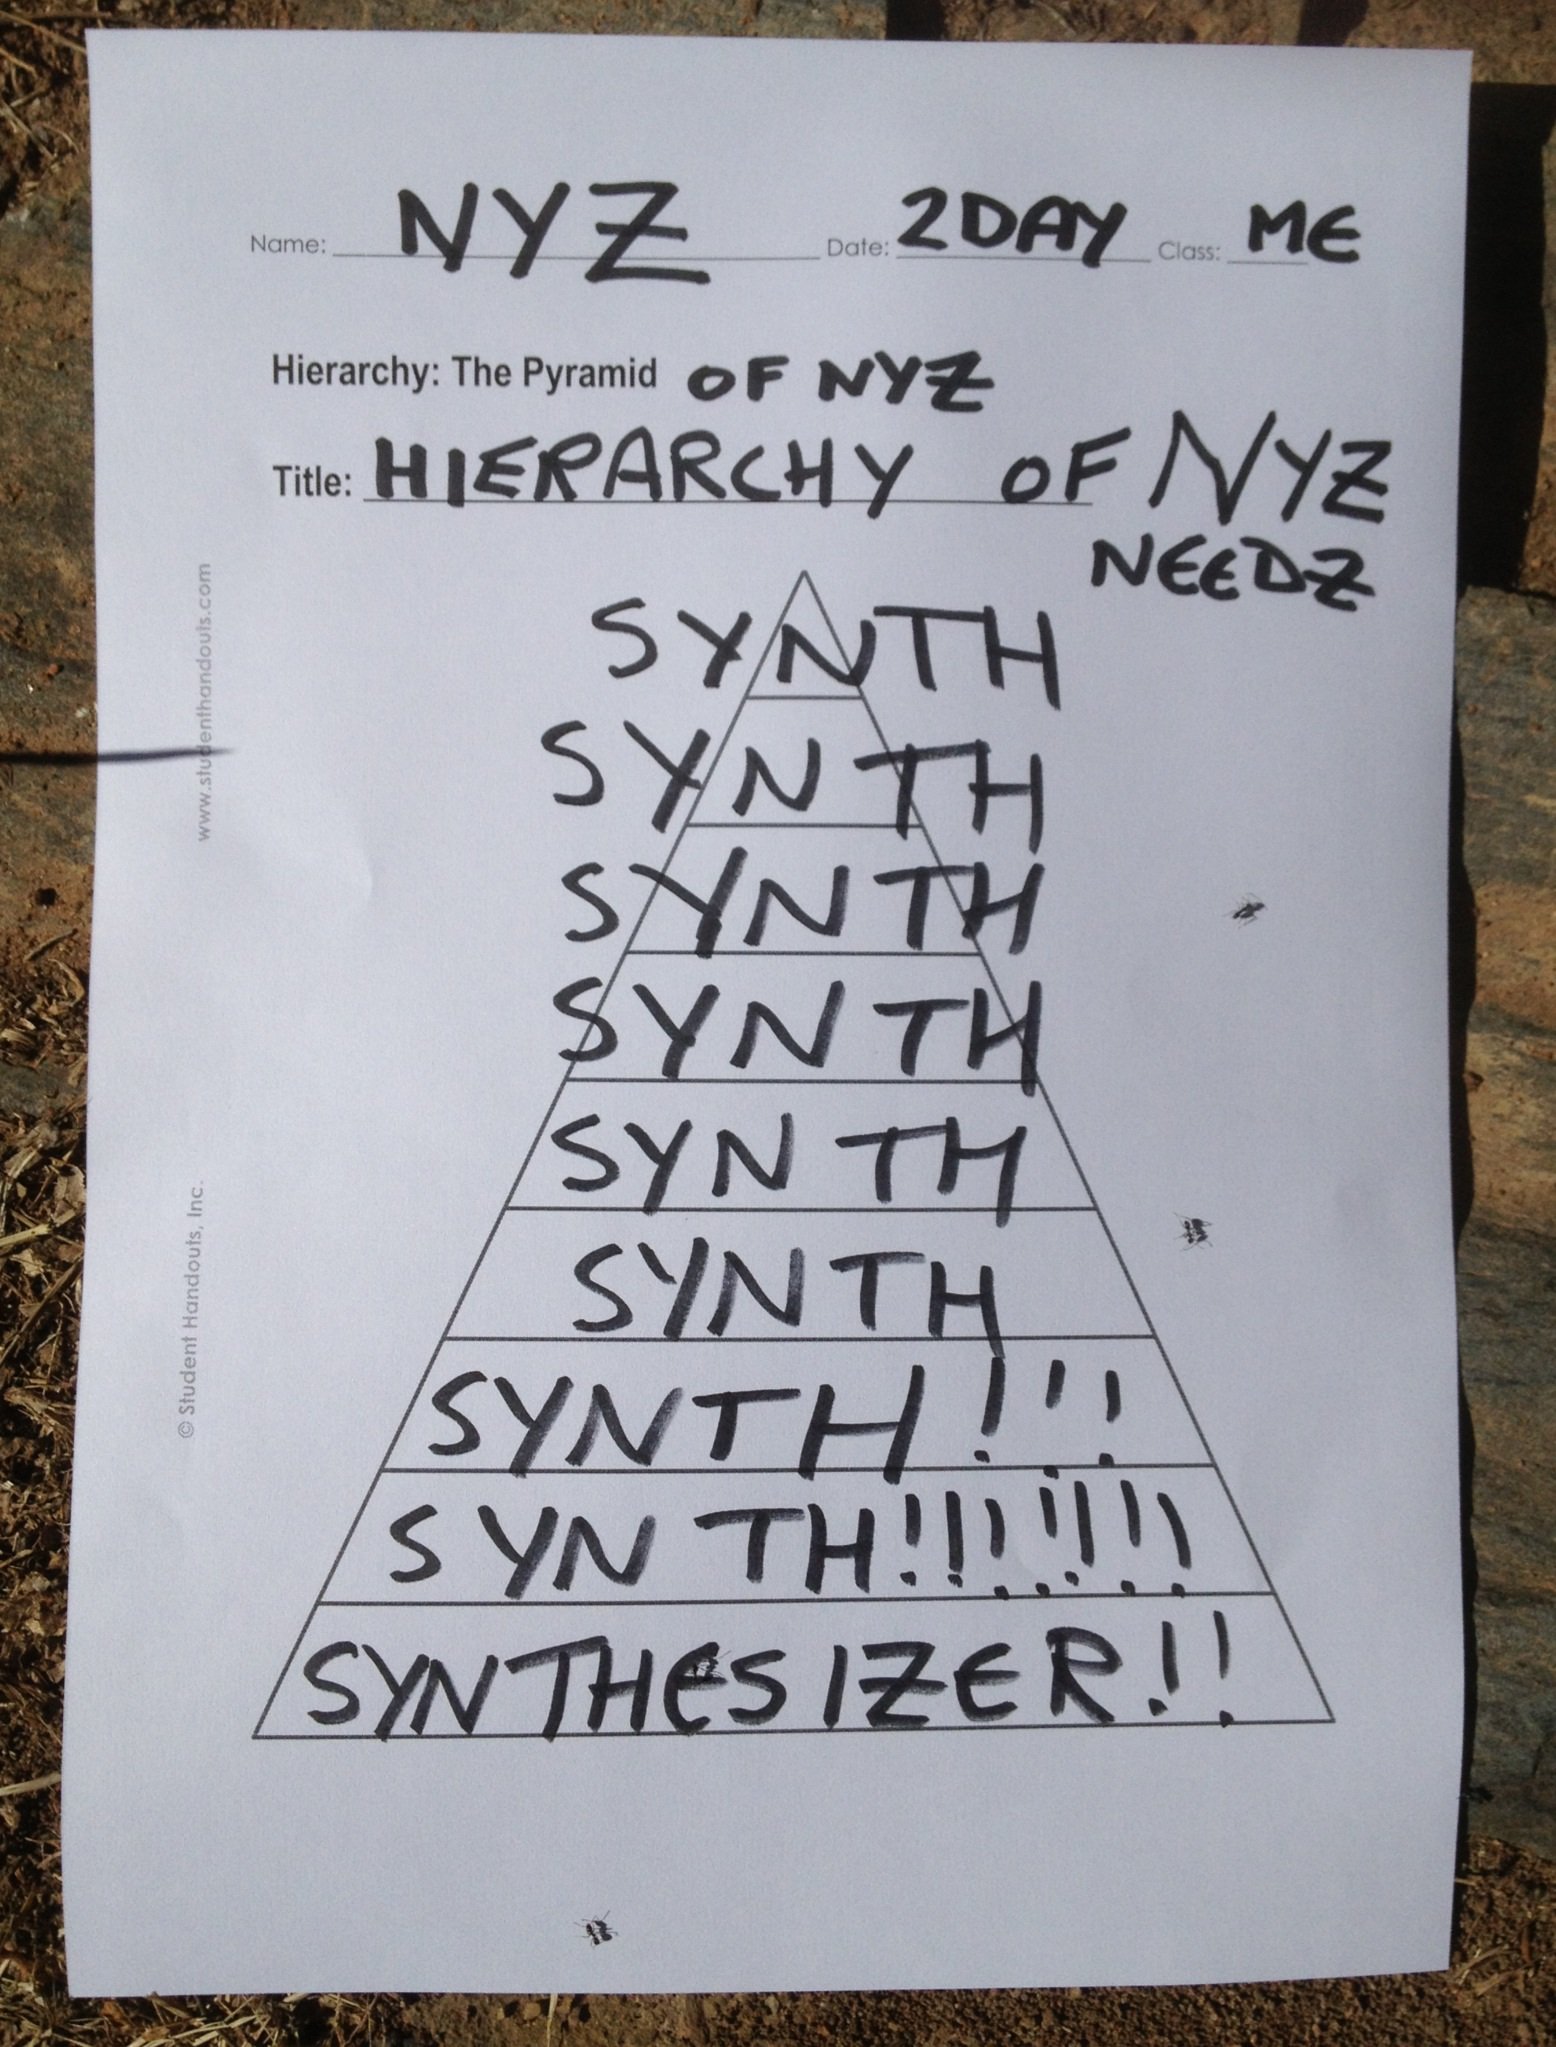 Name: NYZ Date: 2DAY Class: ME
Hierarchy: The Pyramid OF NYZ
Title: HIERARCHY OF NYZ
NEEDZ
SYNTH
SYNTH
SYNTH
SYNTH
SYNTH
SYNTH
SYNTH!!!
SYNTH!!!!!!!
SYNTHESIZER!!
www.studenthandouts.com
© Student Handouts, Inc.